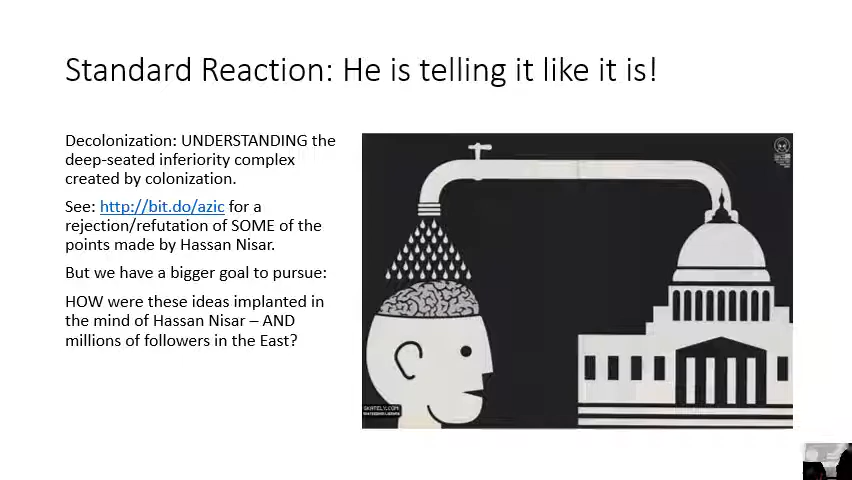 Standard Reaction: He is telling it like it is!
Decolonization: UNDERSTANDING the
deep-seated inferiority complex
created by colonization.
See: http://bit.do/azic for a
rejection/refutation of SOME of the
points made by Hassan Nisar.
But we have a bigger goal to pursue:
HOW were these ideas implanted in
the mind of Hassan Nisar – AND
millions of followers in the East?